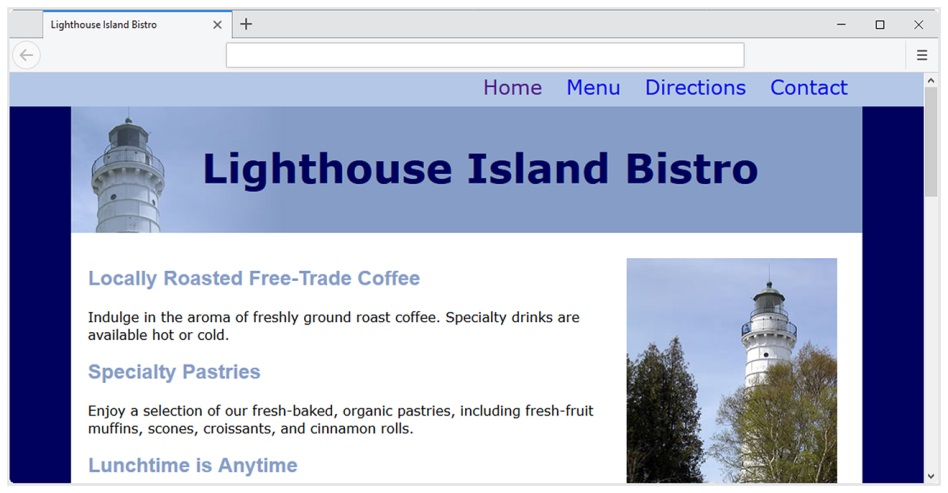 Lighthouse Island Bistro
Home Menu Directions Contact
Lighthouse Island Bistro
Locally Roasted Free-Trade Coffee
Indulge in the aroma of freshly ground roast coffee. Specialty drinks are
available hot or cold.
Specialty Pastries
Enjoy a selection of our fresh-baked, organic pastries, including fresh-fruit
muffins, scones, croissants, and cinnamon rolls.
Lunchtime is Anytime